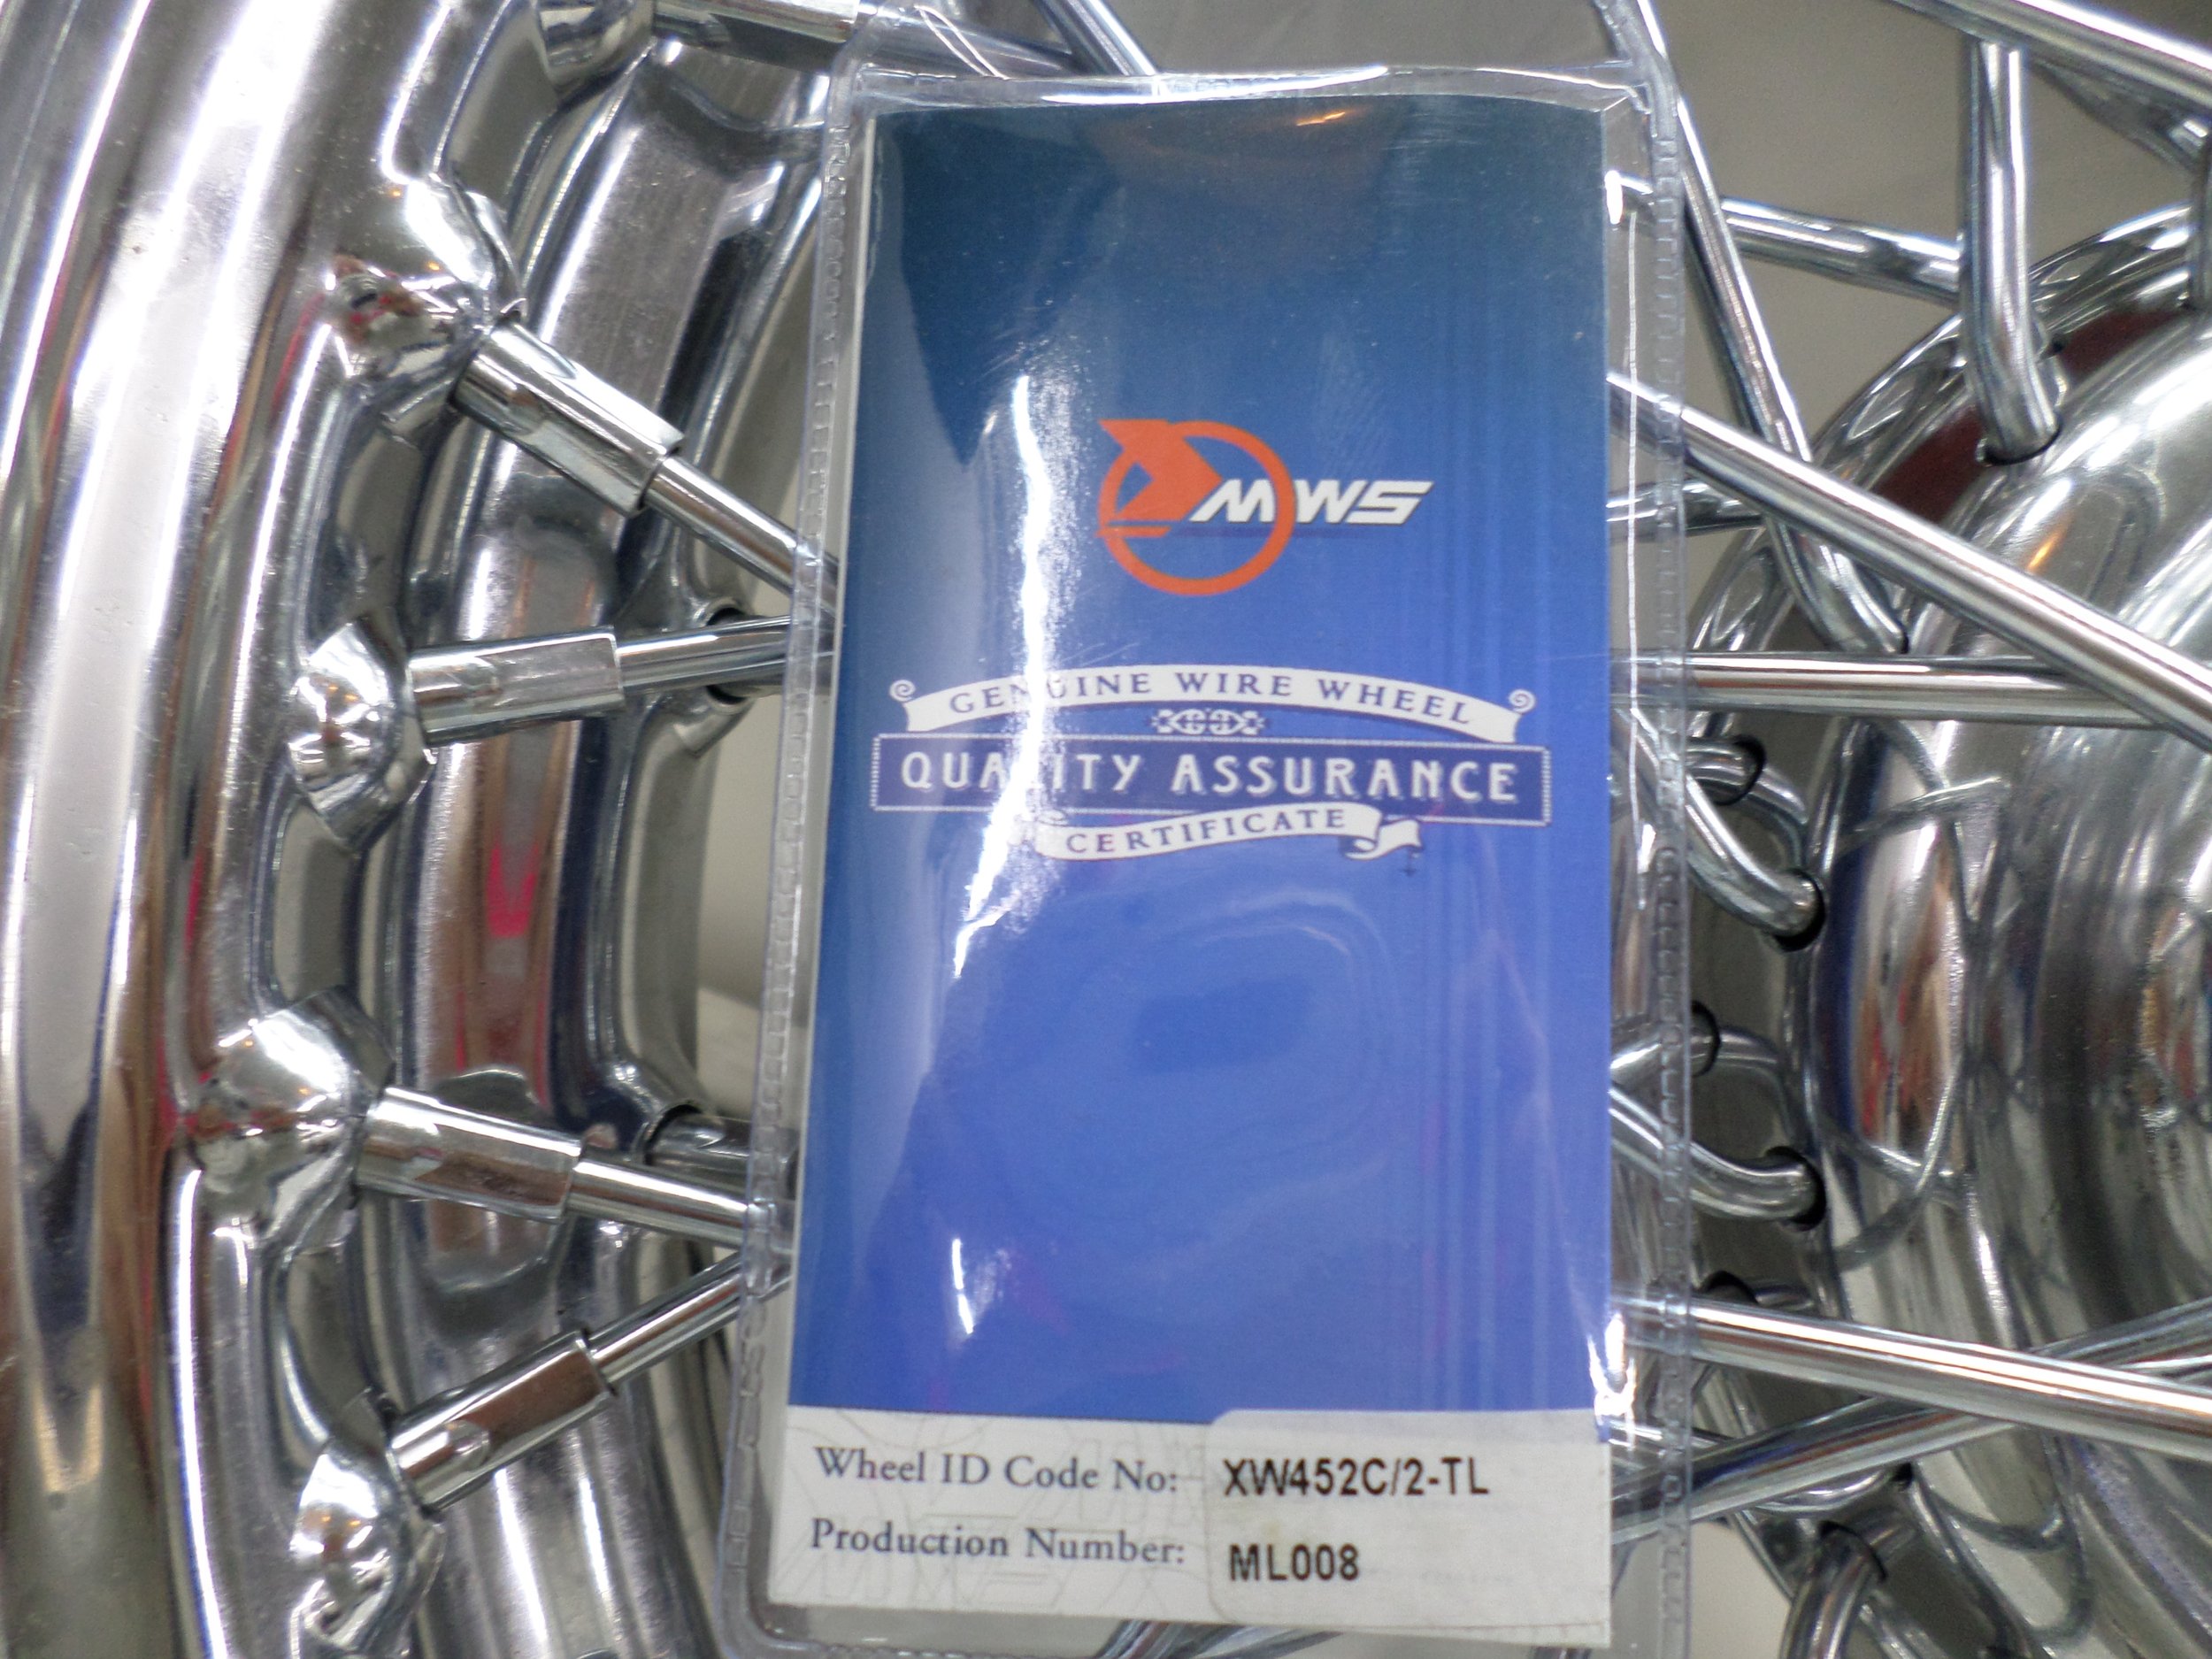 MWS
GENUINE WIRE WHEEL
QUALITY ASSURANCE
CERTIFICATE
Wheel ID Code No: XW452C/2-TL
Production Number: ML008